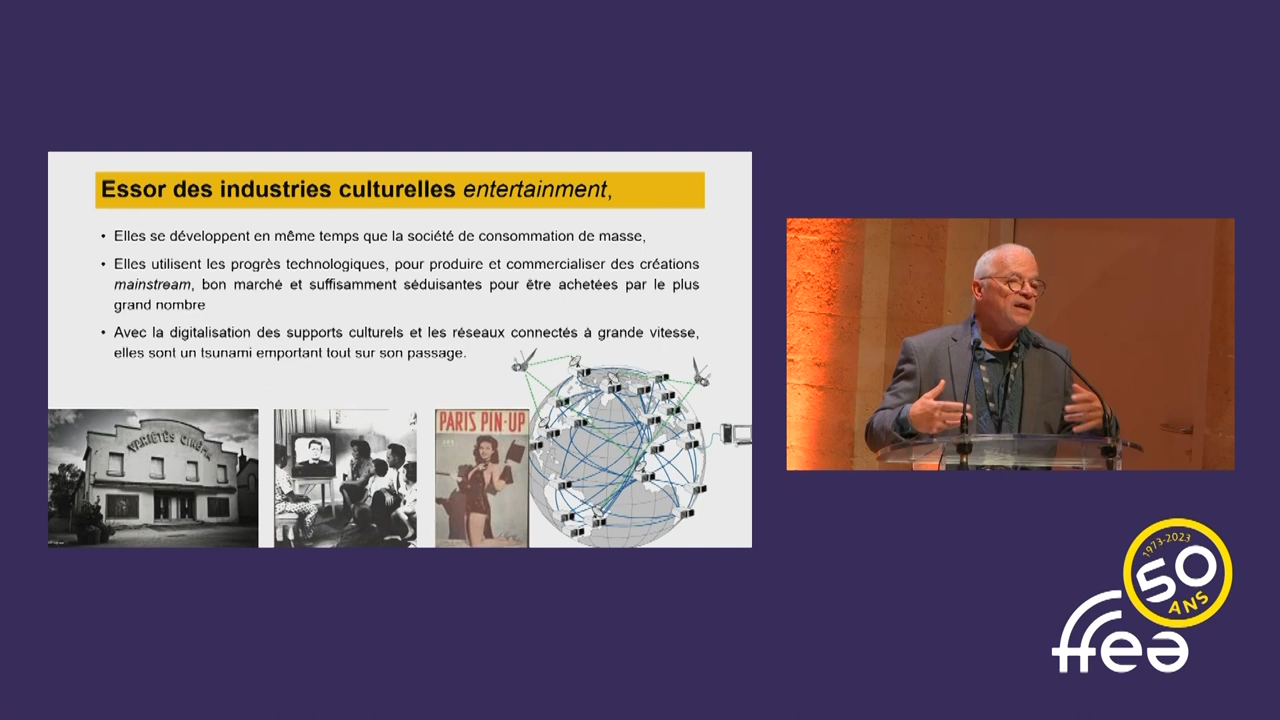 Essor des industries culturelles entertainment,
• Elles se développent en même temps que la société de consommation de masse,
• Elles utilisent les progrès technologiques, pour produire et commercialiser des créations
mainstream, bon marché et suffisamment séduisantes pour être achetées par le plus
grand nombre
• Avec la digitalisation des supports culturels et les réseaux connectés à grande vitesse,
elles sont un tsunami emportant tout sur son passage.
VARIÉTÉS CINÉMA
PARIS PIN-UP
1973-2023
50
ANS
ffea